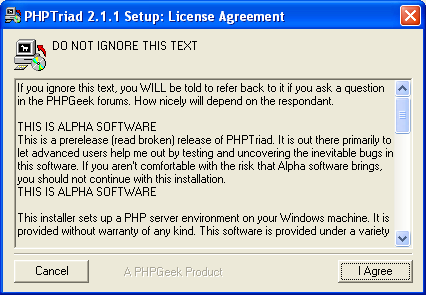 PHPTriad 2.1.1 Setup: License Agreement
DO NOT IGNORE THIS TEXT
If you ignore this text, you WILL be told to refer back to it if you ask a question
in the PHPGeek forums. How nicely will depend on the respondant.
THIS IS ALPHA SOFTWARE
This is a prerelease (read broken) release of PHPTriad. It is out there primarily to
let advanced users help me out by testing and uncovering the inevitable bugs in
this software. If you aren't comfortable with the risk that Alpha software brings,
you should not continue with this installation.
THIS IS ALPHA SOFTWARE
This installer sets up a PHP server environment on your Windows machine. It is
provided without warranty of any kind. This software is provided under a variety
Cancel
A PHPGeek Product
I Agree